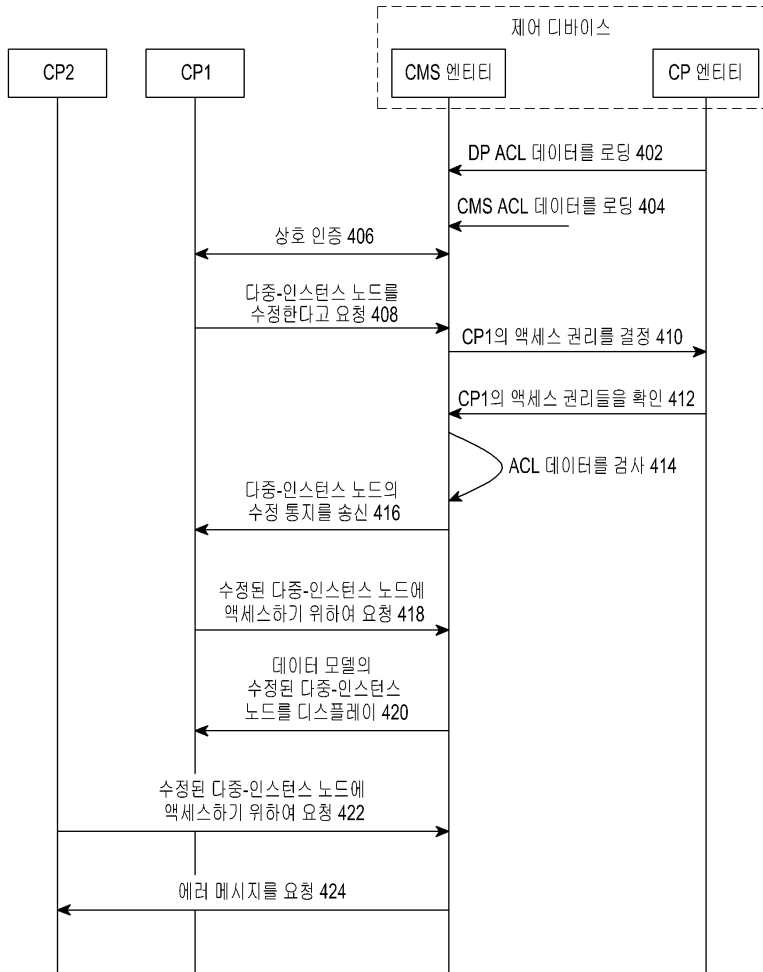 제어 디바이스
CP2
CP1
CMS 엔티티
CP 엔티티
DP ACL 데이터를 로딩 402
CMS ACL 데이터를 로딩 404
상호 인증 406
다중-인스턴스 노드를
수정한다고 요청 408
CP1의 액세스 권리를 결정 410
CP1의 액세스 권리들을 확인 412
ACL 데이터를 검사 414
다중-인스턴스 노드의
수정 통지를 송신 416
수정된 다중-인스턴스 노드에
액세스하기 위하여 요청 418
데이터 모델의
수정된 다중-인스턴스
노드를 디스플레이 420
수정된 다중-인스턴스 노드에
액세스하기 위하여 요청 422
에러 메시지를 요청 424